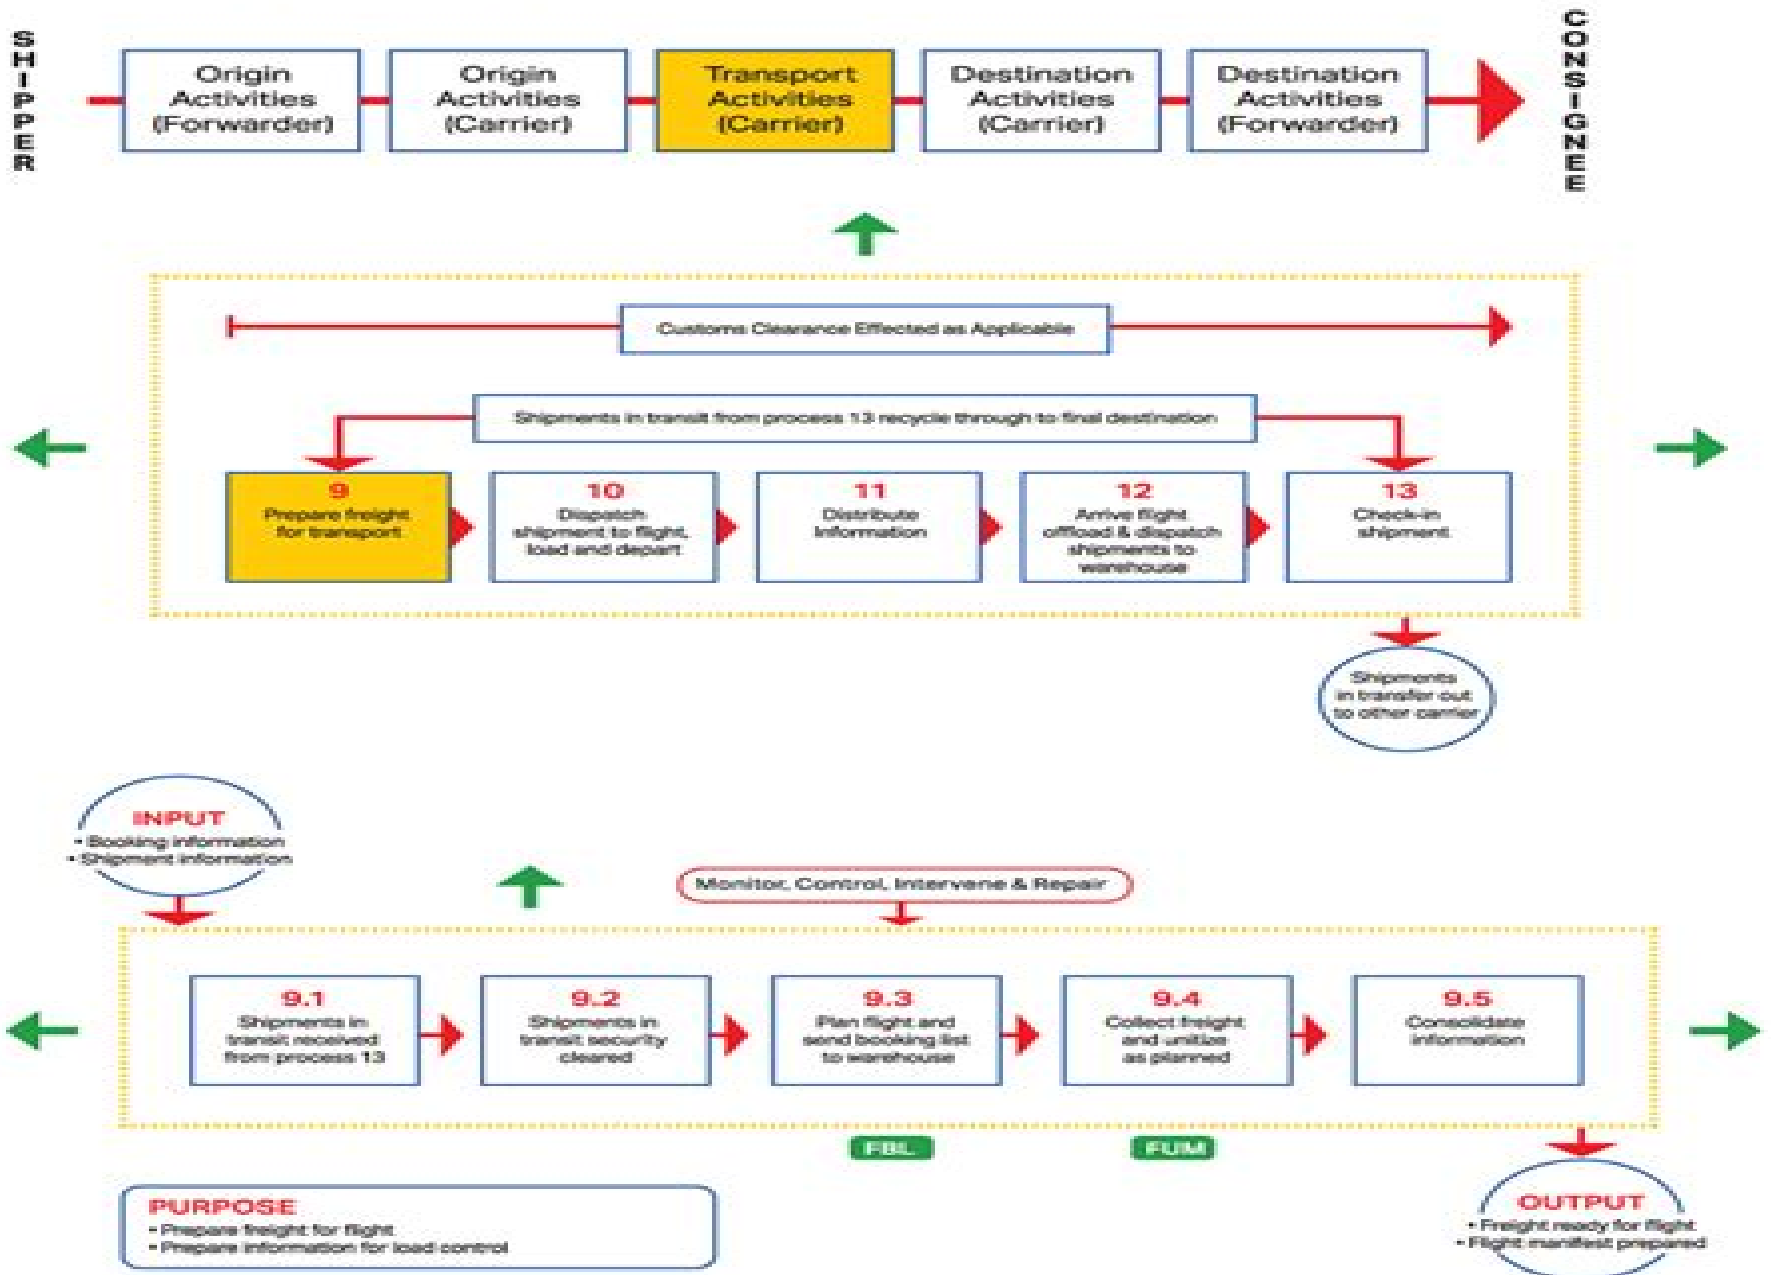 SHIPPER
Origin
Activities
(Forwarder)
Origin
Activities
(Carrier)
Transport
Activities
(Carrier)
Destination
Activities
(Carrier)
Destination
Activities
(Forwarder)
CONSIGNEE
Customs Clearance Effected as Applicable
Shipments in transit from process 13 recycle through to final destination
9
Prepare freight
for transport
10
Dispatch
shipment to flight,
load and depart
11
Distribute
Information
12
Arrive flight
offload & dispatch
shipments to
warehouse
13
Check-in
shipment
Shipments
in transfer out
to other carrier
INPUT
• Booking information
• Shipment information
Monitor, Control, Intervene & Repair
9.1
Shipments in
transit received
from process 13
9.2
Shipments in
transit security
cleared
9.3
Plan flight and
send booking list
to warehouse
9.4
Collect freight
and unitize
as planned
9.5
Consolidate
information
FBL
FUM
PURPOSE
• Prepare freight for flight
• Prepare information for load control
OUTPUT
• Freight ready for flight
• Flight manifest prepared